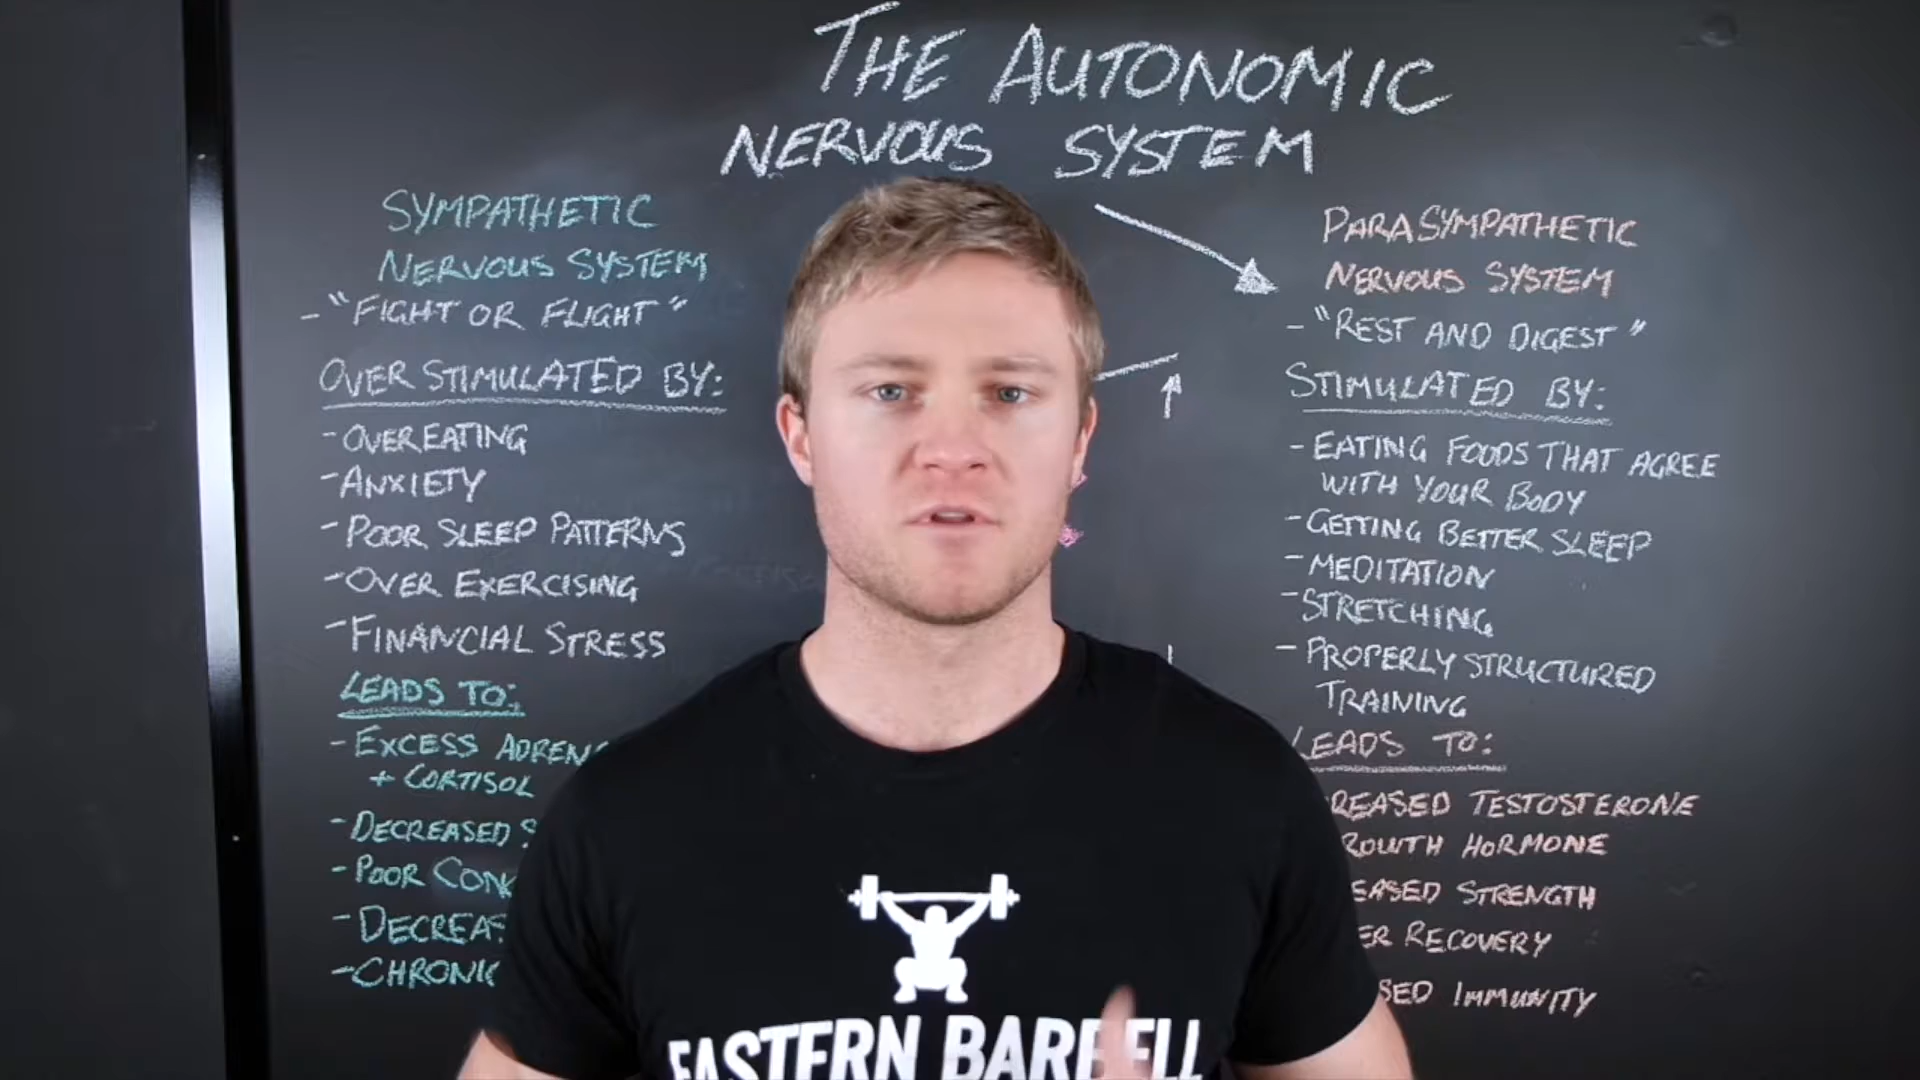 THE AUTONOMIC
NERVOUS SYSTEM
SYMPATHETIC
NERVOUS SYSTEM
- "FIGHT OR FLIGHT"
OVER STIMULATED BY:
- OVEREATING
- ANXIETY
- POOR SLEEP PATTERNS
- OVER EXERCISING
- FINANCIAL STRESS
LEADS TO:
- EXCESS
+ CORTISOL
- DECREASED
- POOR
-
- CHRONIC
PARASYMPATHETIC
NERVOUS SYSTEM
- "REST AND DIGEST"
STIMULATED BY:
- EATING FOODS THAT AGREE
WITH YOUR BODY
- GETTING BETTER SLEEP
- MEDITATION
- STRETCHING
- PROPERLY STRUCTURED
TRAINING
LEADS TO:
TESTOSTERONE
HORMONE
STRENGTH
RECOVERY
IMMUNITY
EASTERN BARBELL